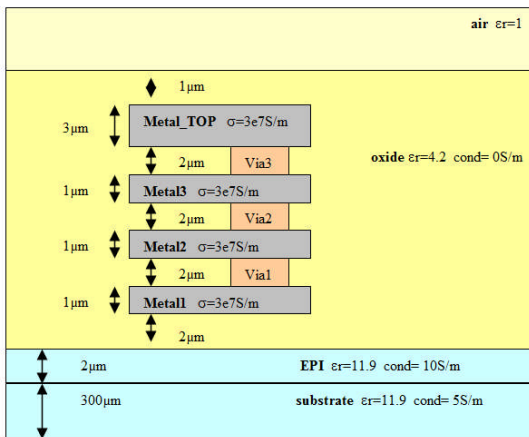 air εr=1
1μm
3μm
Metal_TOP σ=3e7S/m
2μm
Via3
oxide εr=4.2 cond= 0S/m
1μm
Metal3 σ=3e7S/m
2μm
Via2
1μm
Metal2 σ=3e7S/m
2μm
Via1
1μm
Metal1 σ=3e7S/m
2μm
2μm
EPI εr=11.9 cond= 10S/m
300μm
substrate εr=11.9 cond= 5S/m